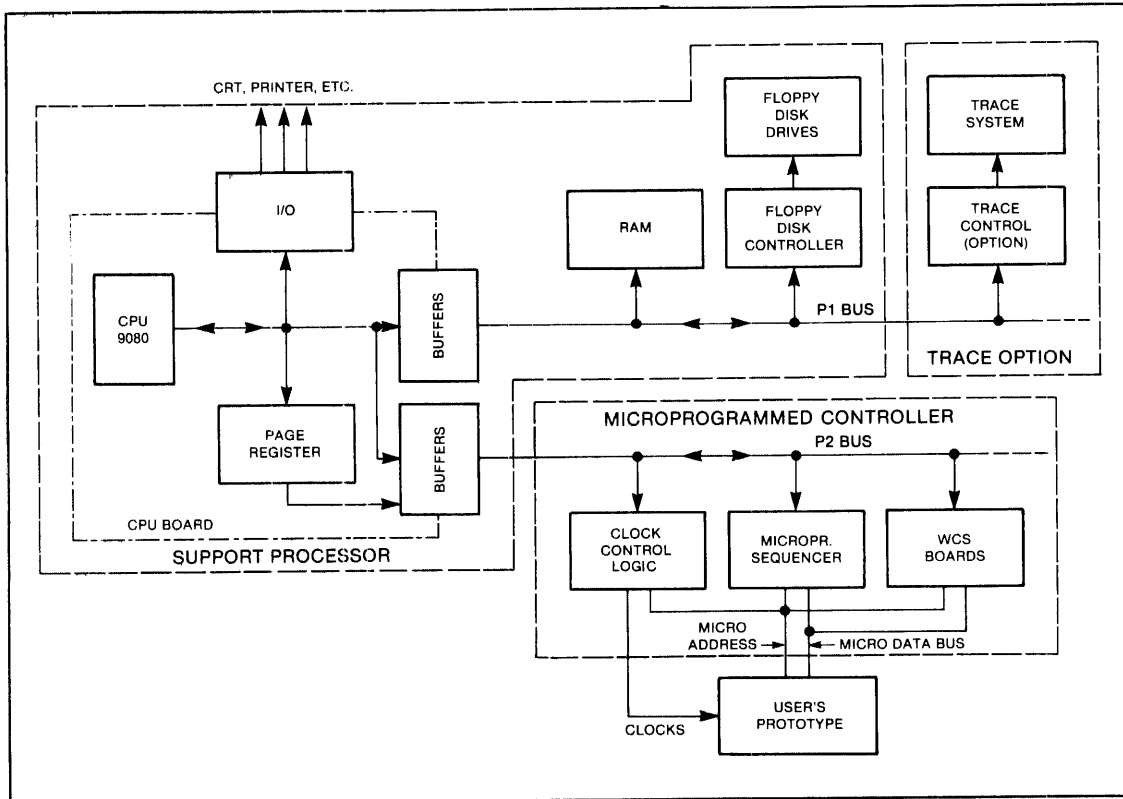 CRT, PRINTER, ETC.
FLOPPY
DISK
DRIVES
TRACE
SYSTEM
I/O
RAM
FLOPPY
DISK
CONTROLLER
TRACE
CONTROL
(OPTION)
CPU
9080
BUFFERS
P1 BUS
TRACE OPTION
PAGE
REGISTER
BUFFERS
MICROPROGRAMMED CONTROLLER
P2 BUS
CPU BOARD
SUPPORT PROCESSOR
CLOCK
CONTROL
LOGIC
MICROPR.
SEQUENCER
WCS
BOARDS
MICRO
ADDRESS
MICRO DATA BUS
CLOCKS
USER'S
PROTOTYPE